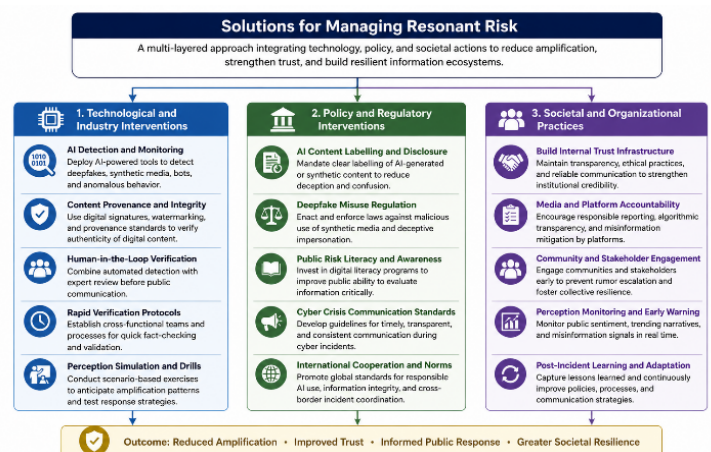 Solutions for Managing Resonant Risk
A multi-layered approach integrating technology, policy, and societal actions to reduce amplification,
strengthen trust, and build resilient information ecosystems.
1. Technological and
Industry Interventions
1010
0101
AI Detection and Monitoring
Deploy AI-powered tools to detect
deepfakes, synthetic media, bots,
and anomalous behavior.
Content Provenance and Integrity
Use digital signatures, watermarking,
and provenance standards to verify
authenticity of digital content.
Human-in-the-Loop Verification
Combine automated detection with
expert review before public
communication.
Rapid Verification Protocols
Establish cross-functional teams and
processes for quick fact-checking
and validation.
Perception Simulation and Drills
Conduct scenario-based exercises
to anticipate amplification patterns
and test response strategies.
2. Policy and Regulatory
Interventions
AI Content Labelling and Disclosure
Mandate clear labelling of AI-generated
or synthetic content to reduce
deception and confusion.
Deepfake Misuse Regulation
Enact and enforce laws against malicious
use of synthetic media and deceptive
impersonation.
Public Risk Literacy and Awareness
Invest in digital literacy programs to
improve public ability to evaluate
information critically.
Cyber Crisis Communication Standards
Develop guidelines for timely, transparent,
and consistent communication during
cyber incidents.
International Cooperation and Norms
Promote global standards for responsible
AI use, information integrity, and cross-
border incident coordination.
3. Societal and Organizational
Practices
Build Internal Trust Infrastructure
Maintain transparency, ethical practices,
and reliable communication to strengthen
institutional credibility.
Media and Platform Accountability
Encourage responsible reporting, algorithmic
transparency, and misinformation
mitigation by platforms.
Community and Stakeholder Engagement
Engage communities and stakeholders
early to prevent rumor escalation and
foster collective resilience.
Perception Monitoring and Early Warning
Monitor public sentiment, trending narratives,
and misinformation signals in real time.
Post-Incident Learning and Adaptation
Capture lessons learned and continuously
improve policies, processes, and
communication strategies.
Outcome: Reduced Amplification • Improved Trust • Informed Public Response • Greater Societal Resilience